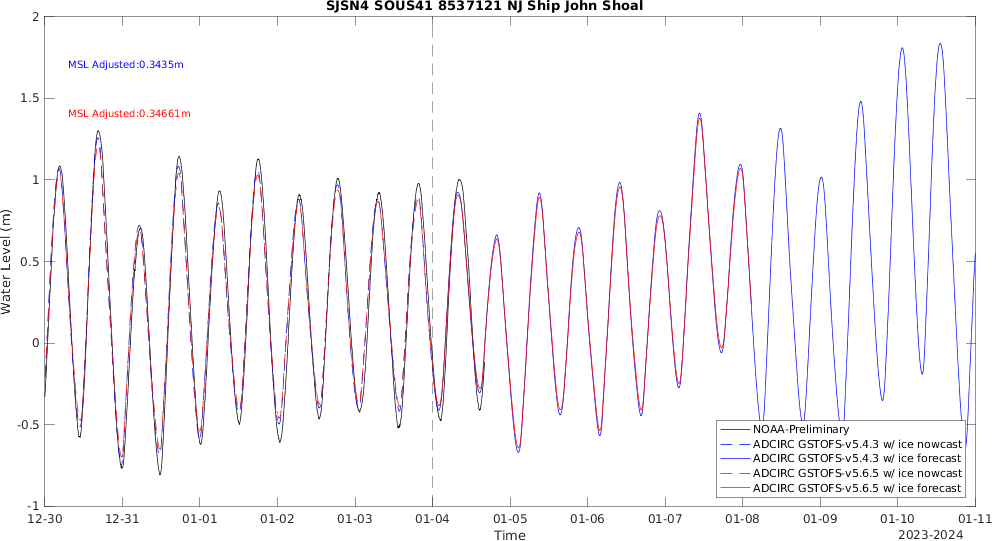 SJSN4 SOUS41 8537121 NJ Ship John Shoal
2
1.5
1
0.5
0
-0.5
-1
Water Level (m)
MSL Adjusted:0.3435m
MSL Adjusted:0.34661m
NOAA-Preliminary
ADCIRC GSTOFS-v5.4.3 w/ ice nowcast
ADCIRC GSTOFS-v5.4.3 w/ ice forecast
ADCIRC GSTOFS-v5.6.5 w/ ice nowcast
ADCIRC GSTOFS-v5.6.5 w/ ice forecast
12-30 12-31 01-01 01-02 01-03 01-04 01-05 01-06 01-07 01-08 01-09 01-10 01-11
Time
2023-2024